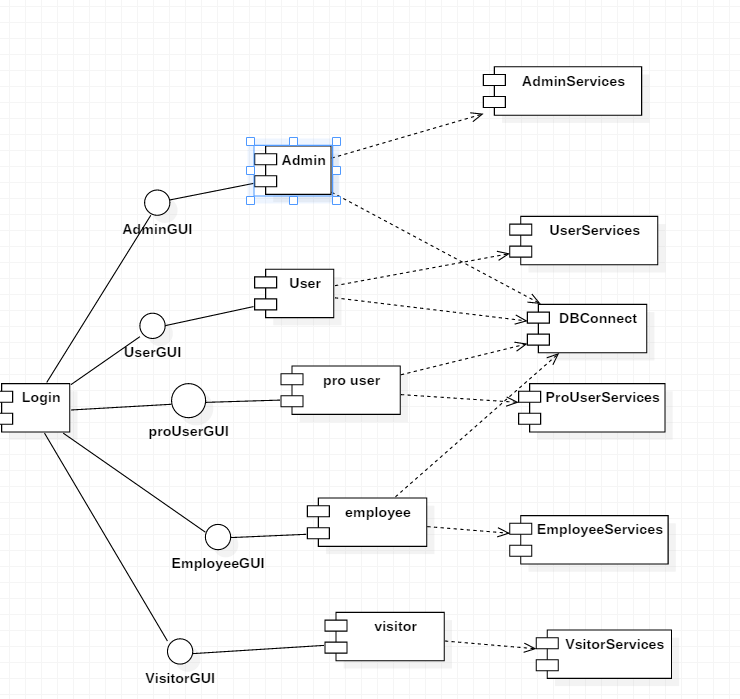 AdminServices
Admin
AdminGUI
UserServices
User
DBConnect
UserGUI
pro user
Login
ProUserServices
proUserGUI
employee
EmployeeServices
EmployeeGUI
visitor
VsitorServices
VisitorGUI